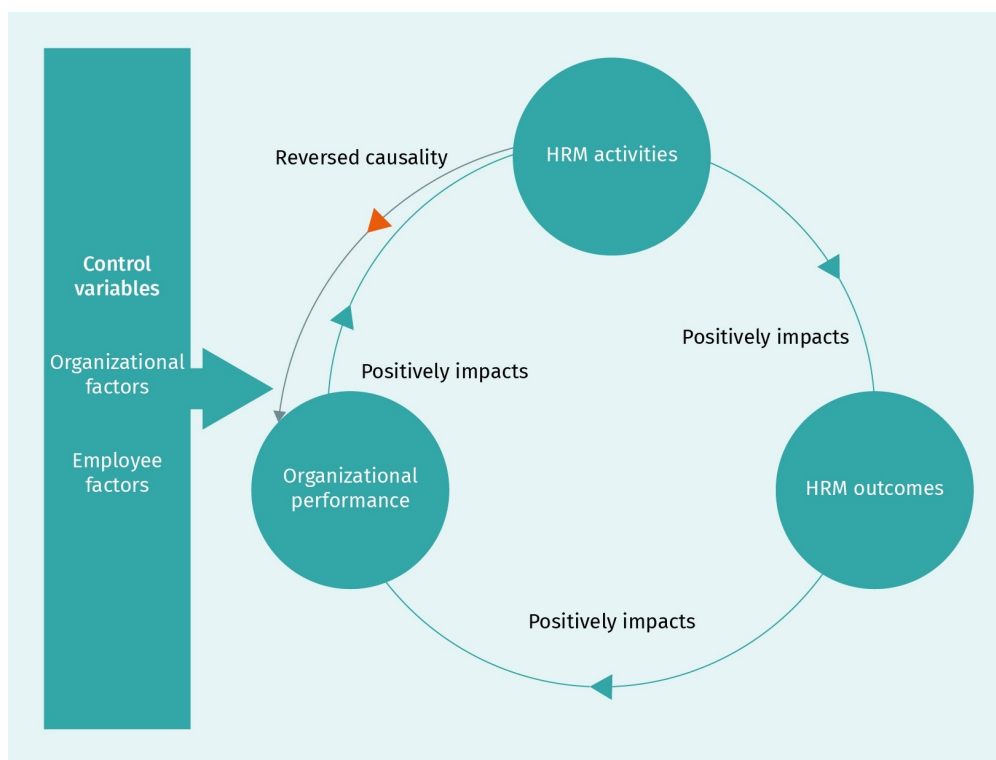 Control
variables
Organizational
factors
Employee
factors
Reversed causality
HRM activities
Positively impacts
Positively impacts
Organizational
performance
HRM outcomes
Positively impacts